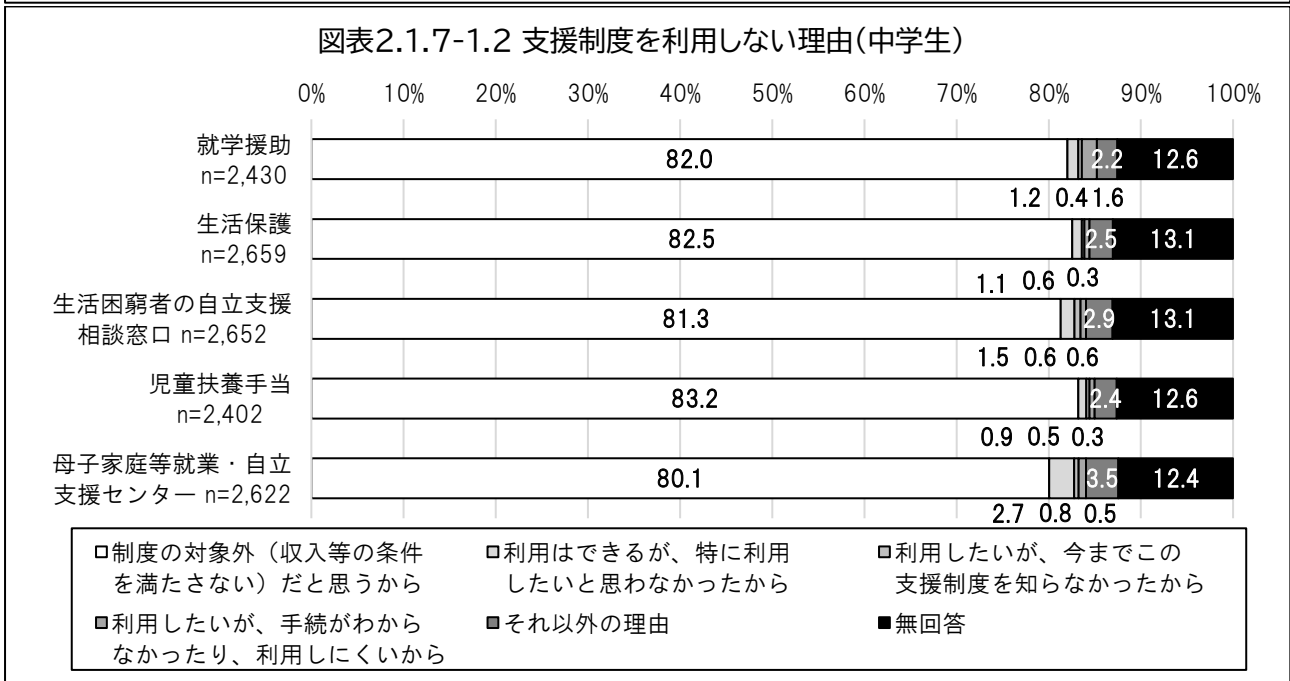 図表2.1.7-1.2 支援制度を利用しない理由(中学生)
0% 10% 20% 30% 40% 50% 60% 70% 80% 90% 100%
就学援助
n=2,430
82.0 2.2 12.6
1.2 0.4 1.6
生活保護
n=2,659
82.5 2.5 13.1
1.1 0.6 0.3
生活困窮者の自立支援
相談窓口 n=2,652
81.3 2.9 13.1
1.5 0.6 0.6
児童扶養手当
n=2,402
83.2 2.4 12.6
0.9 0.5 0.3
母子家庭等就業・自立
支援センター n=2,622
80.1 3.5 12.4
2.7 0.8 0.5
制度の対象外（収入等の条件
を満たさない）だと思うから
利用はできるが、特に利用
したいと思わなかったから
利用したいが、今までこの
支援制度を知らなかったから
利用したいが、手続がわから
なかったり、利用しにくいから
それ以外の理由
無回答